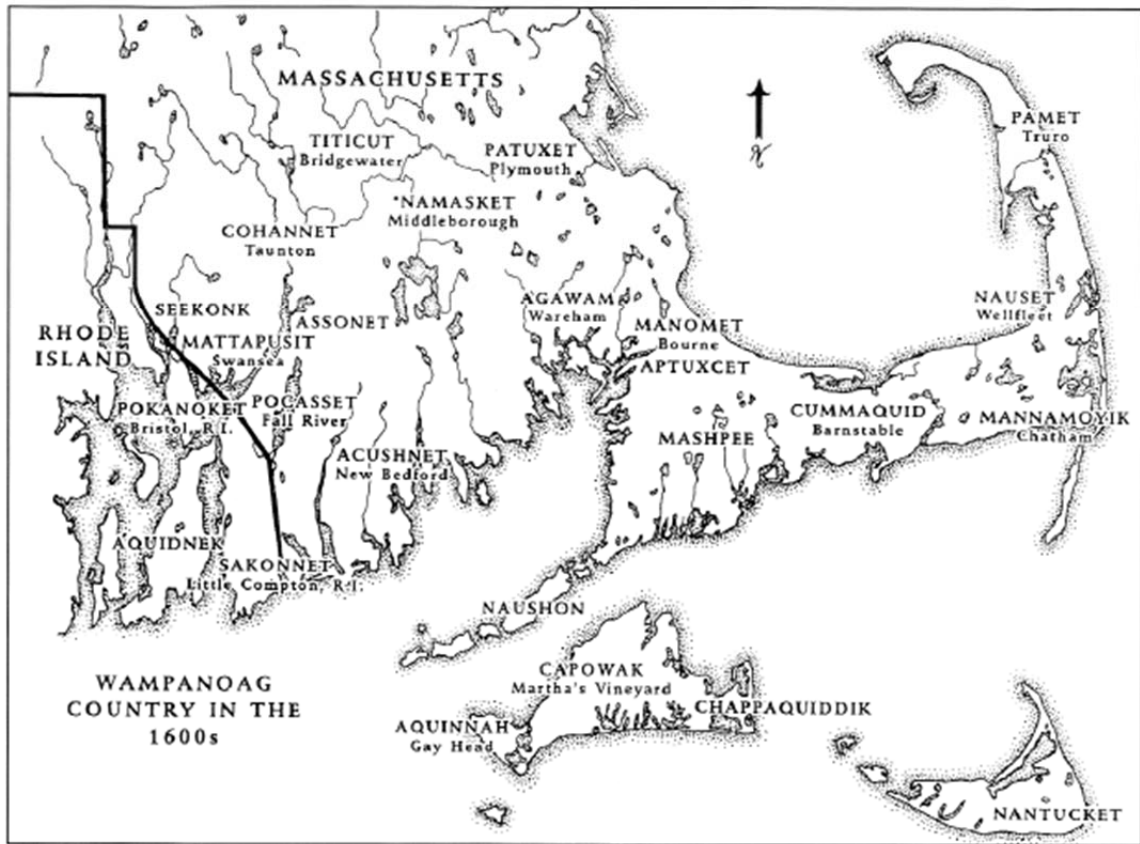 MASSACHUSETTS
PAMET
Truro
TITICUT
Bridgewater
PATUXET
Plymouth
*NAMASKET
Middleborough
COHANNET
Taunton
SEEKONK
ASSONET
AGAWAM
Wareham
NAUSET
Wellfleet
RHODE
ISLAND
MATTAPUSIT
Swansea
MANOMET
Bourne
APTUXCET
POKANOKET
Bristol, R.I.
POCASSET
Fall River
CUMMAQUID
Barnstable
MANNAMOYIK
Chatham
MASHPEE
ACUSHNET
New Bedford
AQUIDNEK
SAKONNET
Little Compton, R.I.
NAUSHON
CAPOWAK
Martha's Vineyard
WAMPANOAG
COUNTRY IN THE
1600s
CHAPPAQUIDDIK
AQUINNAH
Gay Head
NANTUCKET
N